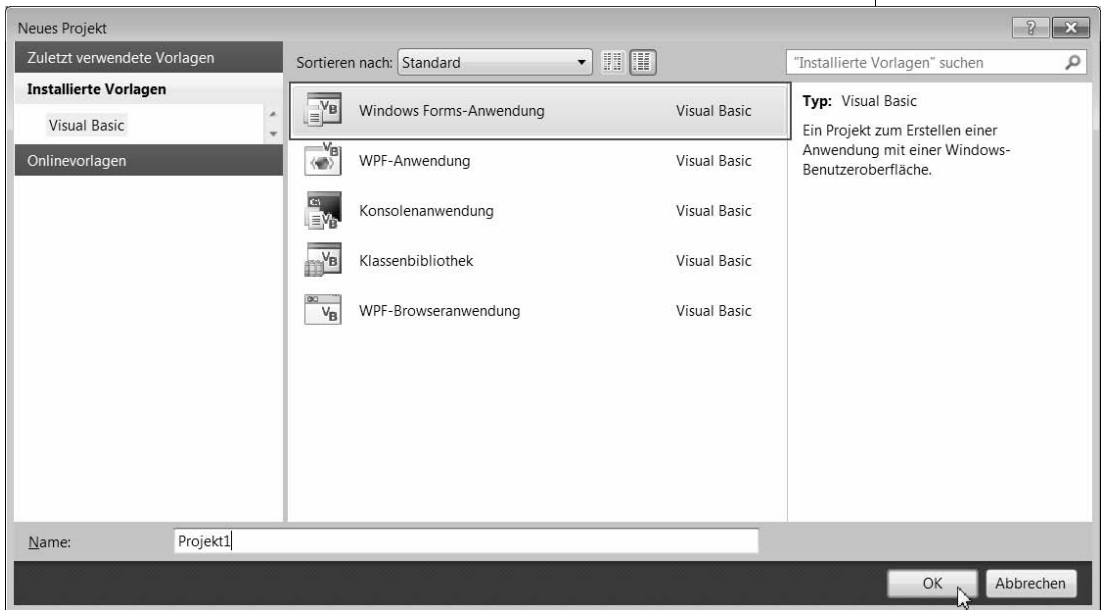 Neues Projekt
Zuletzt verwendete Vorlagen
Installierte Vorlagen
Visual Basic
Onlinevorlagen
Sortieren nach: Standard
"Installierte Vorlagen" suchen
Windows Forms-Anwendung Visual Basic
WPF-Anwendung Visual Basic
Konsolenanwendung Visual Basic
Klassenbibliothek Visual Basic
WPF-Browseranwendung Visual Basic
Typ: Visual Basic
Ein Projekt zum Erstellen einer
Anwendung mit einer Windows-
Benutzeroberfläche.
Name: Projekt1
OK Abbrechen